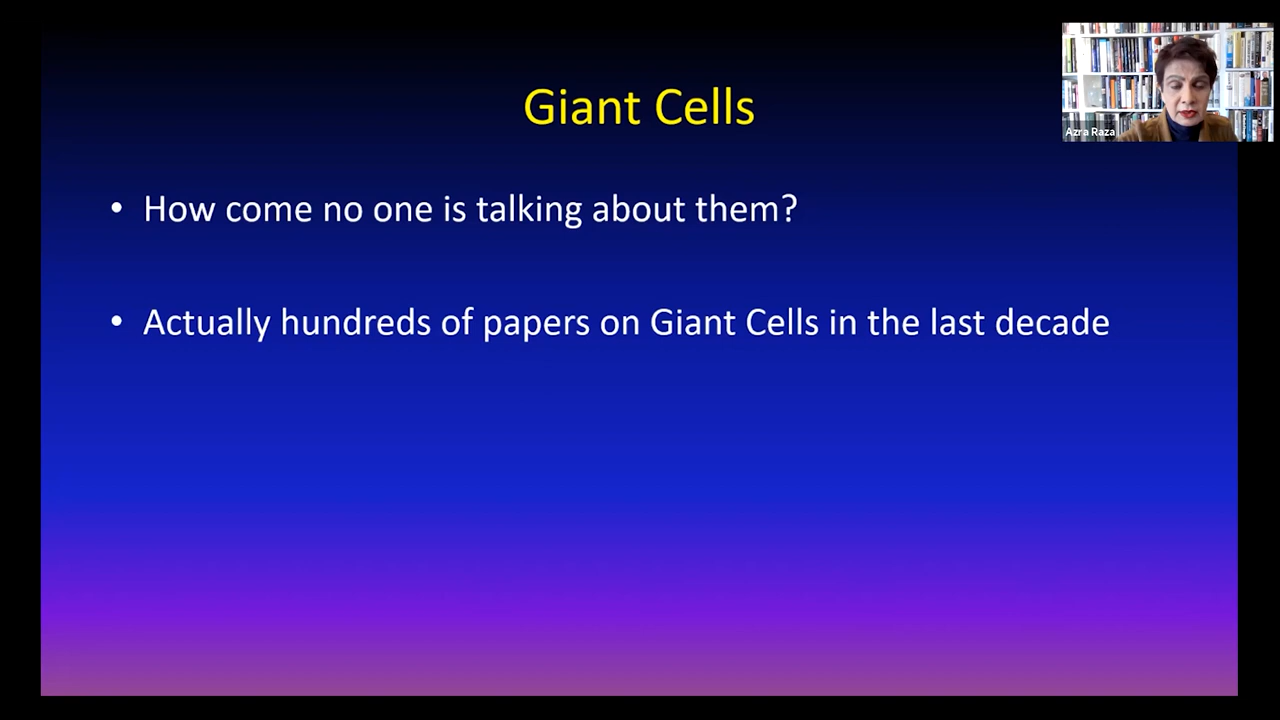 Giant Cells
Azra Raza
• How come no one is talking about them?
• Actually hundreds of papers on Giant Cells in the last decade